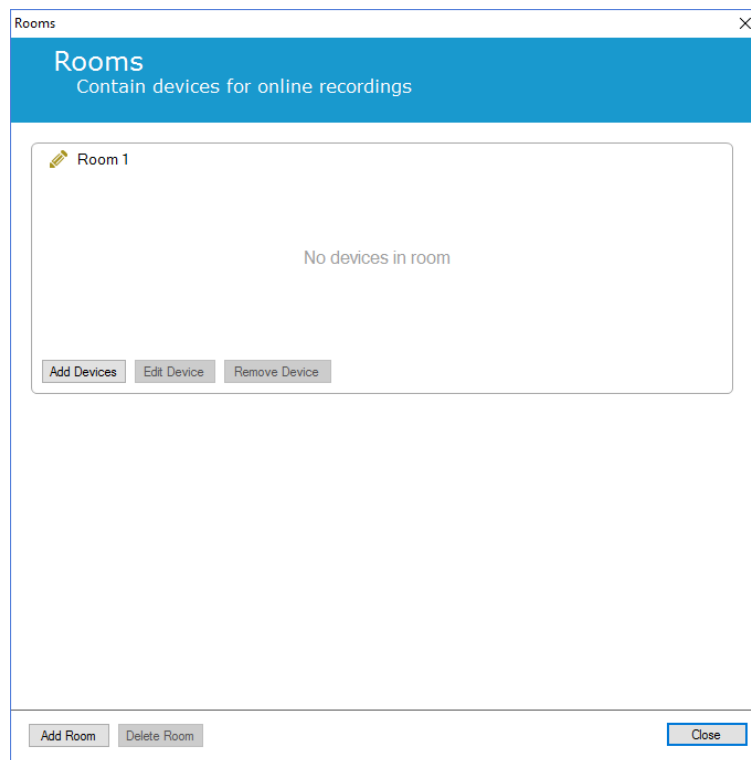 Rooms
Rooms
Contain devices for online recordings
Room 1
No devices in room
Add Devices Edit Device Remove Device
Add Room Delete Room Close